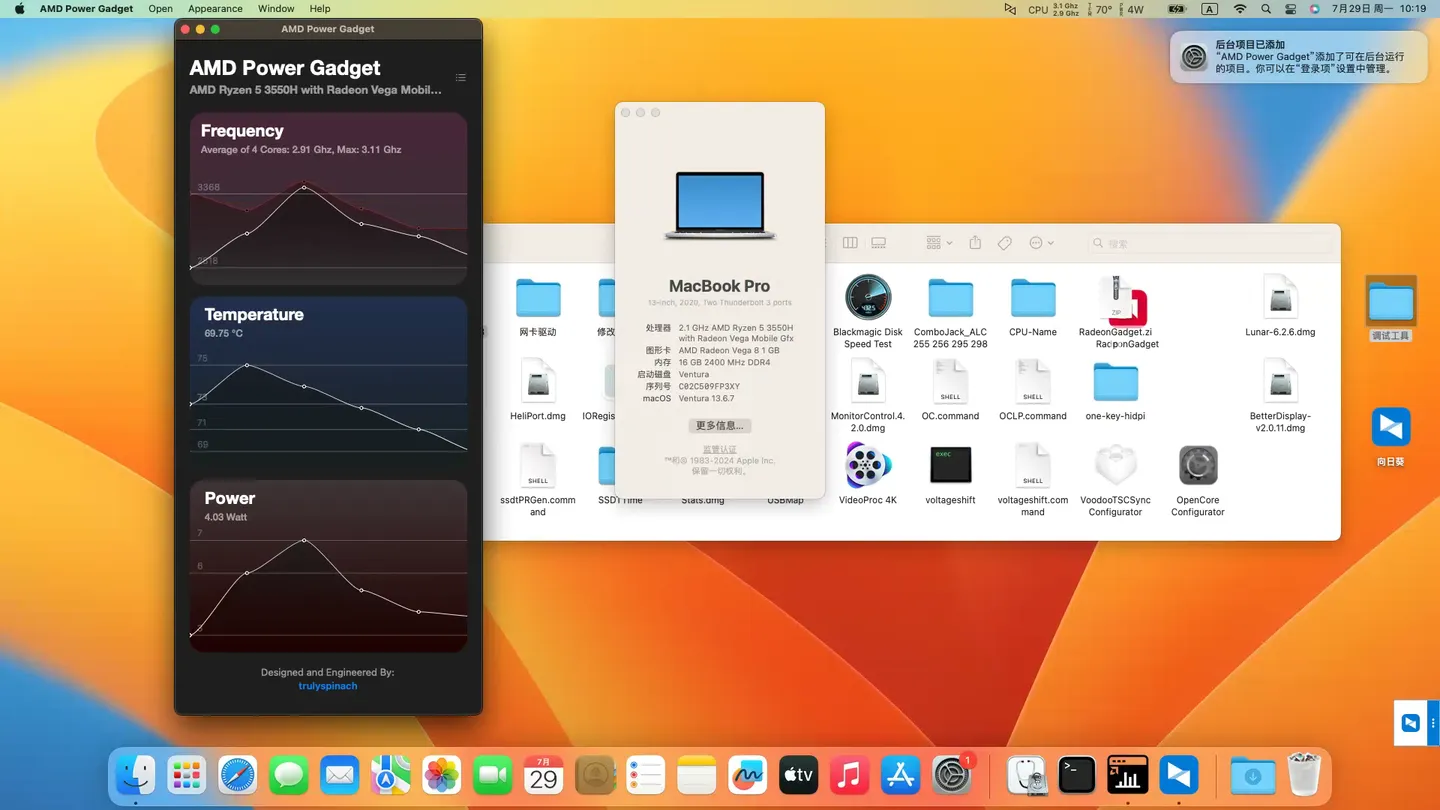 AMD Power Gadget Open Appearance Window Help
CPU 3.1 Ghz 2.9 Ghz 70° 4W A 7月29日 周一 10:19
AMD Power Gadget
AMD Power Gadget
AMD Ryzen 5 3550H with Radeon Vega Mobil...
Frequency
Average of 4 Cores: 2.91 Ghz, Max: 3.11 Ghz
3368
Temperature
69.75 °C
71
69
Power
4.03 Watt
7
6
Designed and Engineered By:
trulyspinach
后台项目已添加
“AMD Power Gadget”添加了可在后台运行
的项目。你可以在“登录项”设置中管理。
MacBook Pro
13-inch, 2020, Two Thunderbolt 3 ports
处理器 2.1 GHz AMD Ryzen 5 3550H
with Radeon Vega Mobile Gfx
图形卡 AMD Radeon Vega 8 1 GB
内存 16 GB 2400 MHz DDR4
启动磁盘 Ventura
序列号 C02C509FP3XY
macOS Ventura 13.6.7
更多信息...
监管认证
™和© 1983-2024 Apple Inc.
保留一切权利。
搜索
网卡驱动
修改
Blackmagic Disk
Speed Test
ComboJack_ALC
255 256 295 298
CPU-Name
ZIP
RadeonGadget.zi
Lunar-6.2.6.dmg
HeliPort.dmg
IORegis
MonitorControl.4.
2.0.dmg
SHELL
OC.command
SHELL
OCLP.command
one-key-hidpi
BetterDisplay-
v2.0.11.dmg
SHELL
ssdtPRGen.comm
and
Stats.dmg
USBMap
VideoProc 4K
exec
voltageshift
SHELL
voltageshift.com
mand
VoodooTSCSync
Configurator
OpenCore
Configurator
调试工具
向日葵
7月
29
tv
1